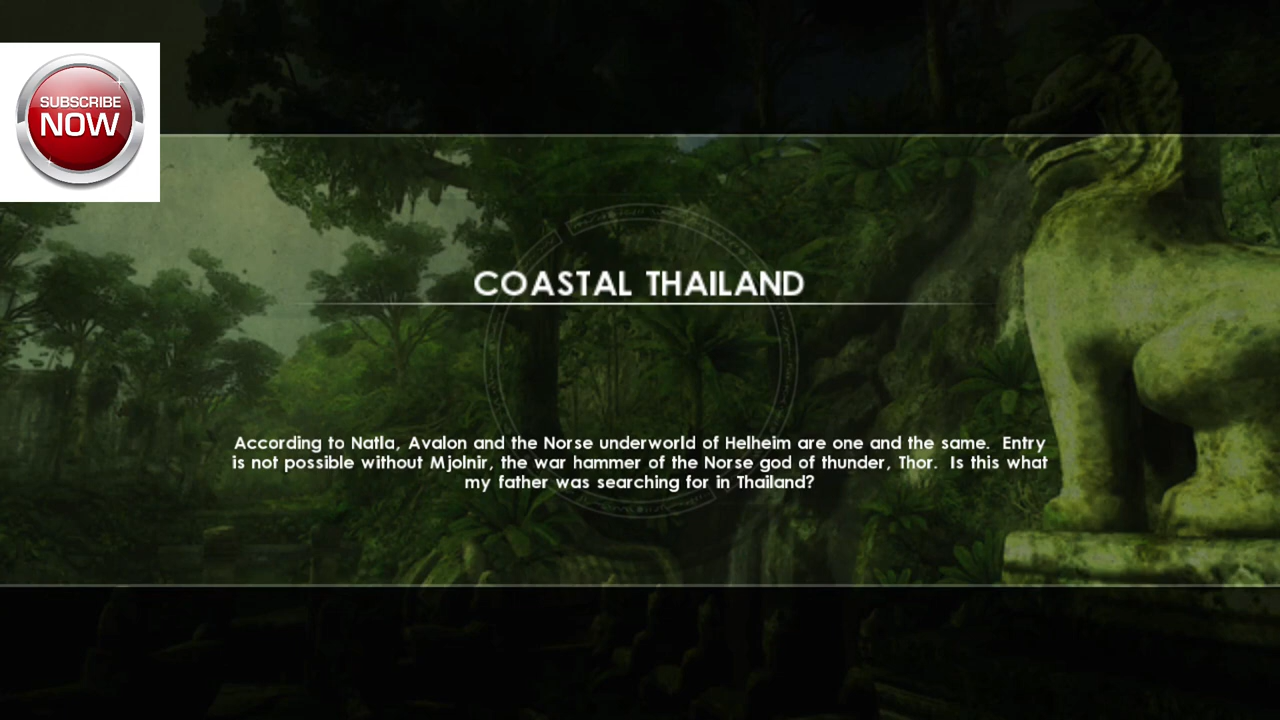 SUBSCRIBE
NOW
COASTAL THAILAND
According to Natla, Avalon and the Norse underworld of Helheim are one and the same.  Entry
is not possible without Mjolnir, the war hammer of the Norse god of thunder, Thor.  Is this what
my father was searching for in Thailand?